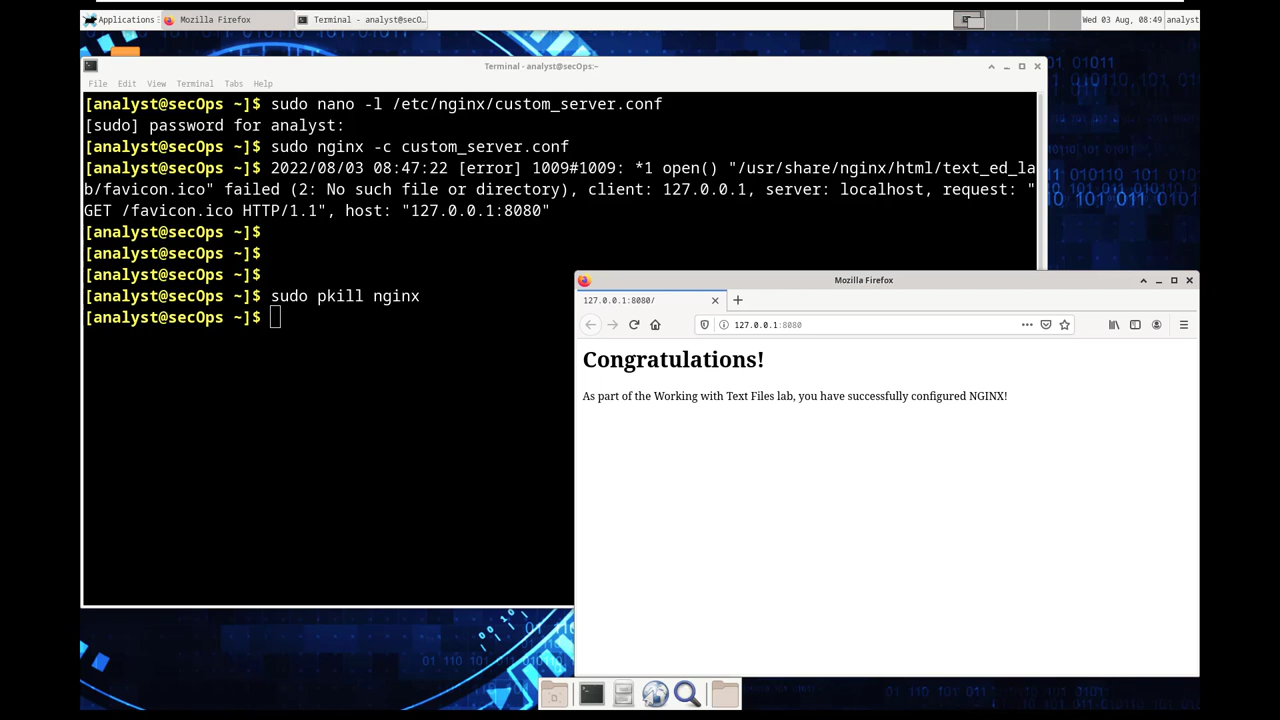 Applications
Mozilla Firefox
Terminal - analyst@secO...
Wed 03 Aug, 08:49
analyst
Terminal - analyst@secOps:~
File Edit View Terminal Tabs Help
[analyst@secOps ~]$ sudo nano -l /etc/nginx/custom_server.conf
[sudo] password for analyst:
[analyst@secOps ~]$ sudo nginx -c custom_server.conf
[analyst@secOps ~]$ 2022/08/03 08:47:22 [error] 1009#1009: *1 open() "/usr/share/nginx/html/text_ed_la
b/favicon.ico" failed (2: No such file or directory), client: 127.0.0.1, server: localhost, request: "
GET /favicon.ico HTTP/1.1", host: "127.0.0.1:8080"
[analyst@secOps ~]$
[analyst@secOps ~]$
[analyst@secOps ~]$
[analyst@secOps ~]$ sudo pkill nginx
[analyst@secOps ~]$
Mozilla Firefox
127.0.0.1:8080/
127.0.0.1:8080
Congratulations!
As part of the Working with Text Files lab, you have successfully configured NGINX!